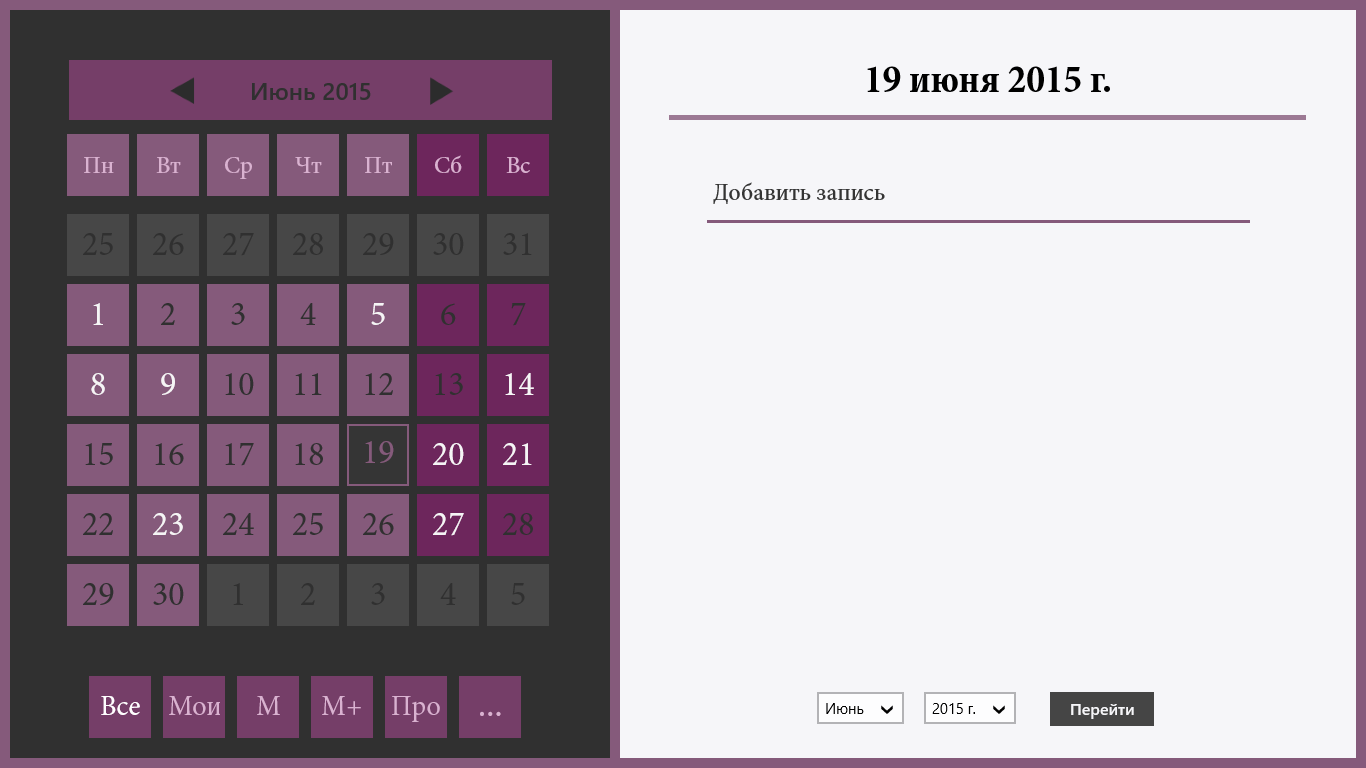 Июнь 2015
Пн Вт Ср Чт Пт Сб Вс
25 26 27 28 29 30 31
1 2 3 4 5 6 7
8 9 10 11 12 13 14
15 16 17 18 19 20 21
22 23 24 25 26 27 28
29 30 1 2 3 4 5
Все Мои М М+ Про ...
19 июня 2015 г.
Добавить запись
Июнь 2015 г. Перейти